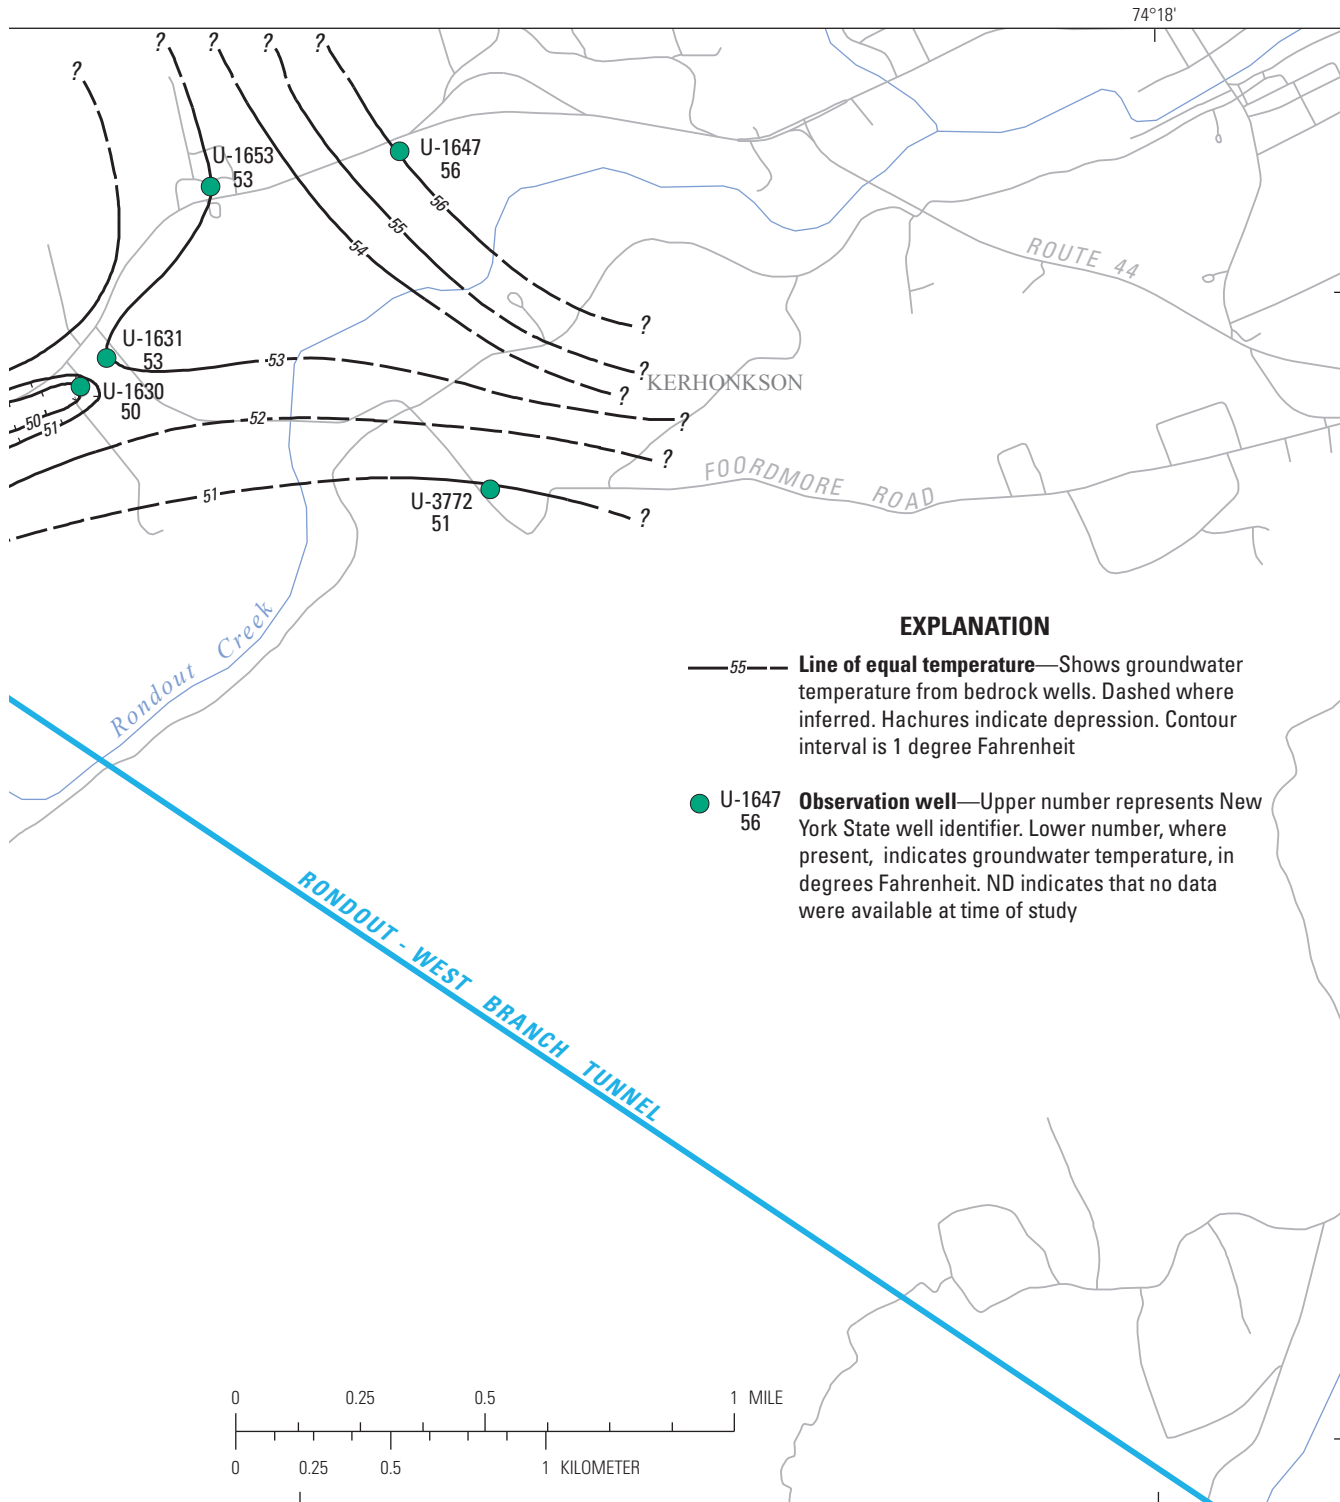 74°18'
?
?
?
?
?
U-1653
53
U-1647
56
56
55
54
ROUTE 44
?
U-1631
53
53
?
?
KERHONKSON
U-1630
50
50
51
52
?
?
FOORDMORE ROAD
51
U-3772
51
?
Rondout Creek
EXPLANATION
55
Line of equal temperature—Shows groundwater
temperature from bedrock wells. Dashed where
inferred. Hachures indicate depression. Contour
interval is 1 degree Fahrenheit
U-1647
56
Observation well—Upper number represents New
York State well identifier. Lower number, where
present, indicates groundwater temperature, in
degrees Fahrenheit. ND indicates that no data
were available at time of study
RONDOUT - WEST BRANCH TUNNEL
0 0.25 0.5 1 MILE
0 0.25 0.5 1 KILOMETER